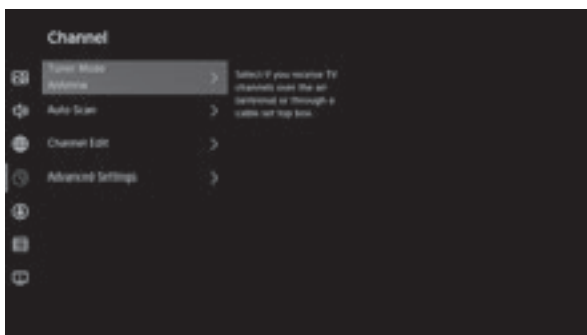 Channel
Tuner Mode
Antenna
Auto Scan
Channel Edit
Advanced Settings
Select if you receive TV
channels over the air
(antenna) or through a
cable set top box.